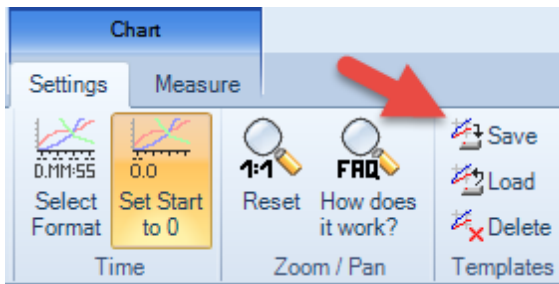 Chart
Settings Measure
D.MM:SS 0.0 1:1 FAQ
Save
Load
Delete
Select Format
Set Start to 0
Reset
How does it work?
Time Zoom / Pan Templates